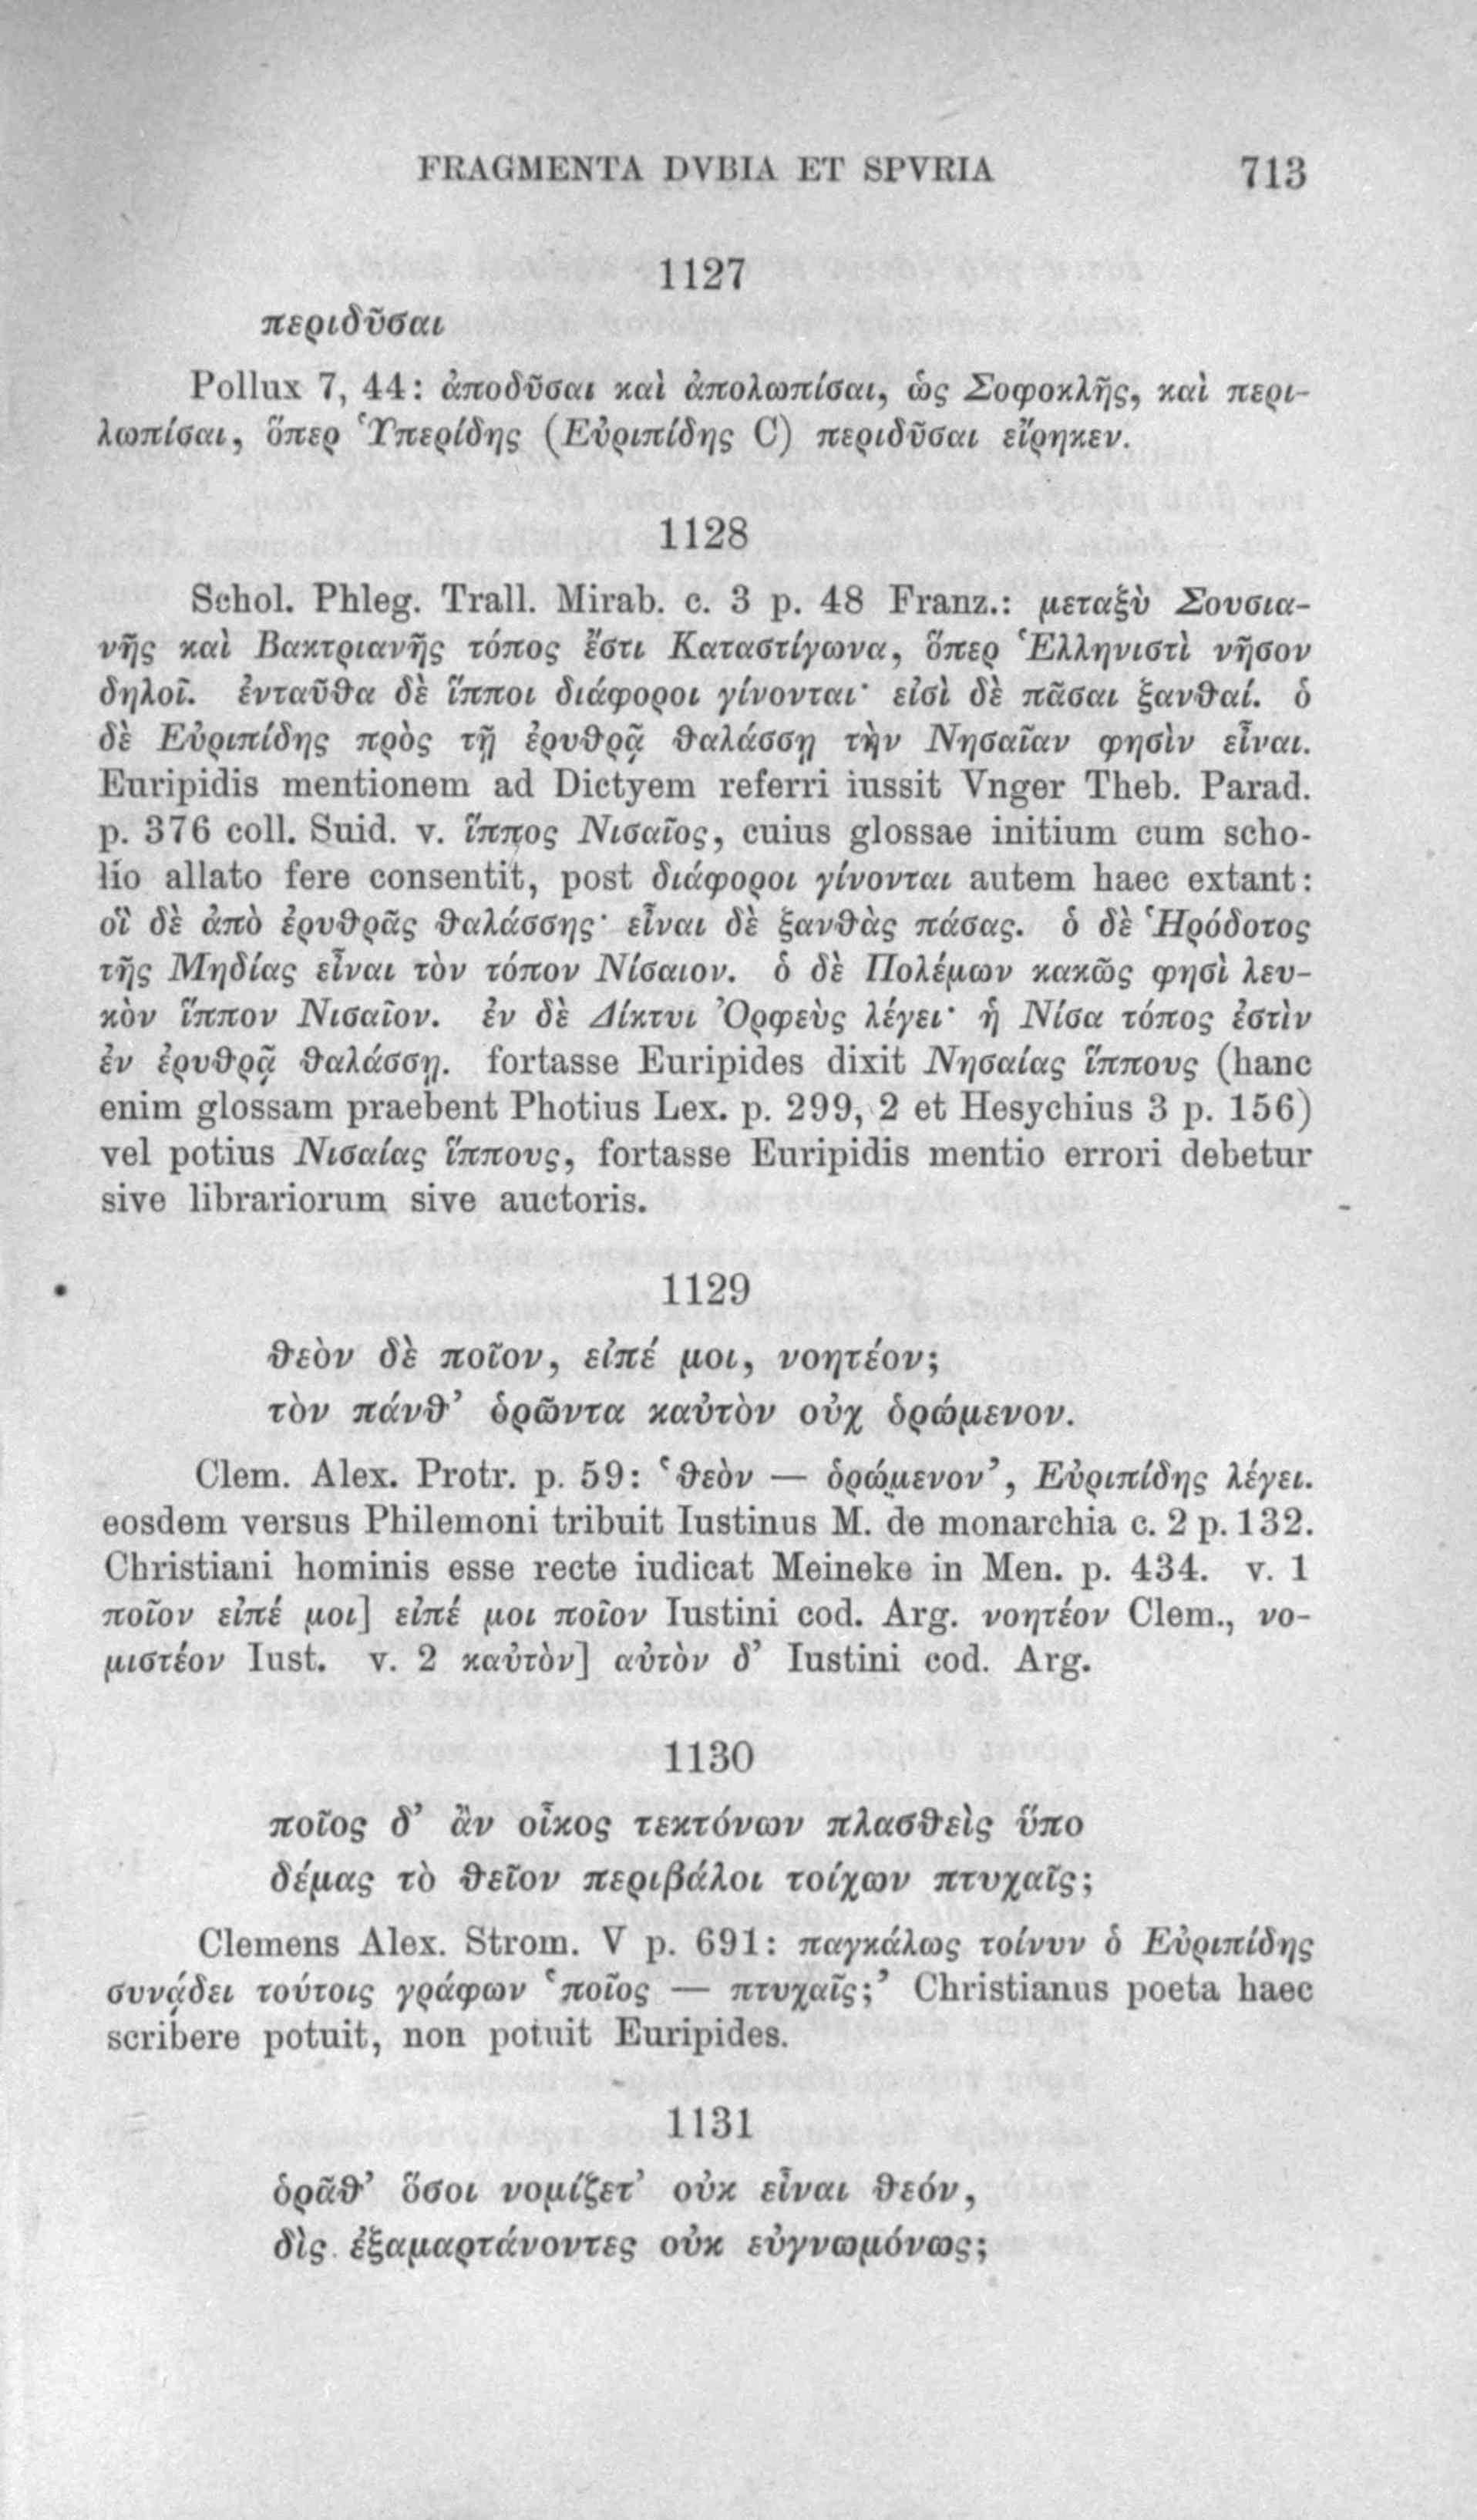 FRAGMENTA DVBIA ET SPVRIA 713
1127
περιδῦσαι
Pollux 7, 44: ἀποδῦσαι καὶ ἀπολωπίσαι, ὡς Σοφοκλῆς, καὶ περι-
λωπίσαι, ὅπερ Ὑπερίδης (Εὐριπίδης C) περιδῦσαι εἴρηκεν.
1128
Schol. Phleg. Trall. Mirab. c. 3 p. 48 Franz.: μεταξὺ Σουσια-
νῆς καὶ Βακτριανῆς τόπος ἔστι Καταστίγωνα, ὅπερ Ἑλληνιστὶ νῆσον
δηλοῖ. ἐνταῦθα δὲ ἵπποι διάφοροι γίνονται· εἰσὶ δὲ πᾶσαι ξανθαί. ὁ
δὲ Εὐριπίδης πρὸς τῇ ἐρυθρᾷ θαλάσσῃ τὴν Νησαῖαν φησὶν εἶναι.
Euripidis mentionem ad Dictyem referri iussit Vnger Theb. Parad.
p. 376 coll. Suid. v. ἵππος Νισαῖος, cuius glossae initium cum scho-
lio allato fere consentit, post διάφοροι γίνονται autem haec extant:
οἳ δὲ ἀπὸ ἐρυθρᾶς θαλάσσης· εἶναι δὲ ξανθὰς πάσας. ὁ δὲ Ἡρόδοτος
τῆς Μηδίας εἶναι τὸν τόπον Νίσαιον. ὁ δὲ Πολέμων κακῶς φησὶ λευ-
κὸν ἵππον Νισαῖον. ἐν δὲ Δίκτυι Ὀρφεὺς λέγει· ἡ Νίσα τόπος ἐστὶν
ἐν ἐρυθρᾷ θαλάσσῃ. fortasse Euripides dixit Νησαίας ἵππους (hanc
enim glossam praebent Photius Lex. p. 299, 2 et Hesychius 3 p. 156)
vel potius Νισαίας ἵππους, fortasse Euripidis mentio errori debetur
sive librariorum sive auctoris.
1129
θεὸν δὲ ποῖον, εἰπέ μοι, νοητέον;
τὸν πάνθ’ ὁρῶντα καὐτὸν οὐχ ὁρώμενον.
Clem. Alex. Protr. p. 59: ‘θεὸν — ὁρώμενον’, Εὐριπίδης λέγει.
eosdem versus Philemoni tribuit Iustinus M. de monarchia c. 2 p. 132.
Christiani hominis esse recte iudicat Meineke in Men. p. 434. v. 1
ποῖον εἰπέ μοι] εἰπέ μοι ποῖον Iustini cod. Arg. νοητέον Clem., νο-
μιστέον Iust. v. 2 καὐτὸν] αὐτὸν δ’ Iustini cod. Arg.
1130
ποῖος δ’ ἂν οἶκος τεκτόνων πλασθεὶς ὕπο
δέμας τὸ θεῖον περιβάλοι τοίχων πτυχαῖς;
Clemens Alex. Strom. V p. 691: παγκάλως τοίνυν ὁ Εὐριπίδης
συνᾴδει τούτοις γράφων ‘ποῖος — πτυχαῖς;’ Christianus poeta haec
scribere potuit, non potuit Euripides.
1131
ὁρᾶθ’ ὅσοι νομίζετ’ οὐκ εἶναι θεόν,
δὶς ἐξαμαρτάνοντες οὐκ εὐγνωμόνως;